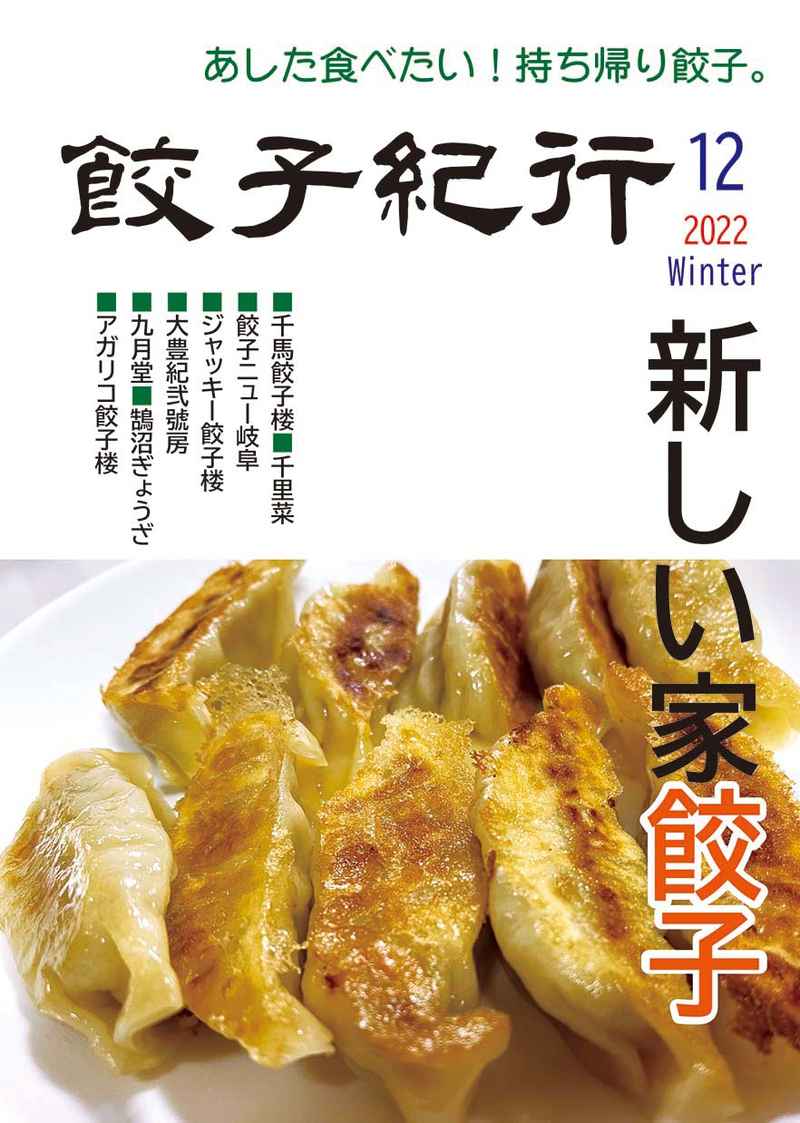 あした食べたい！持ち帰り餃子。
餃子紀行
12
2022
Winter
新しい家餃子
■千馬餃子楼■千里菜
■餃子ニュー岐阜
■ジャッキー餃子楼
■大豊紀弐號房
■九月堂■鵠沼ぎょうざ
■アガリコ餃子楼